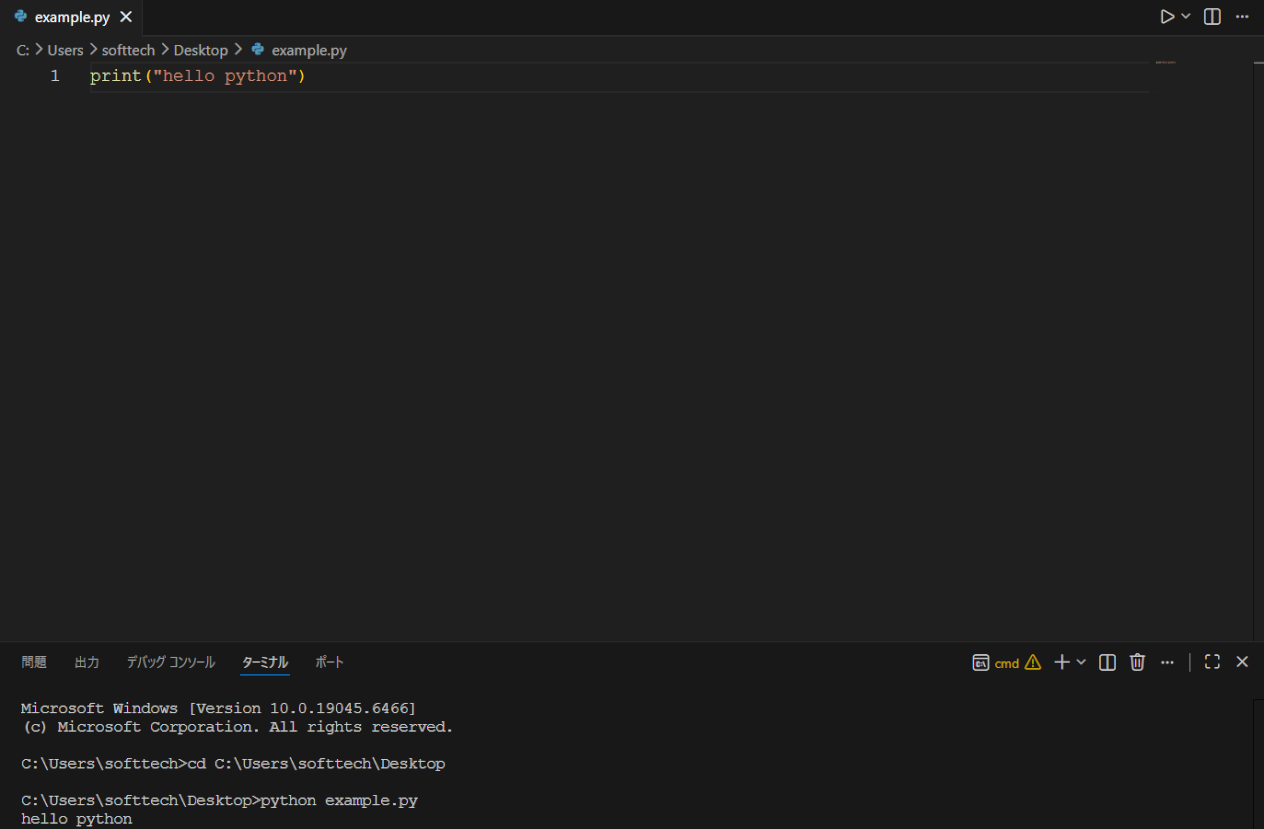 example.py
C: > Users > softtech > Desktop > example.py
1 print("hello python")
問題 出力 デバッグ コンソール ターミナル ポート cmd
Microsoft Windows [Version 10.0.19045.6466]
(c) Microsoft Corporation. All rights reserved.
C:\Users\softtech>cd C:\Users\softtech\Desktop
C:\Users\softtech\Desktop>python example.py
hello python